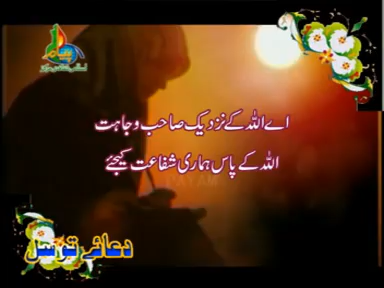 اے اللہ کے نزدیک صاحب وجاہت
اللہ کے پاس ہماری شفاعت کیجئے
دعائے توسل